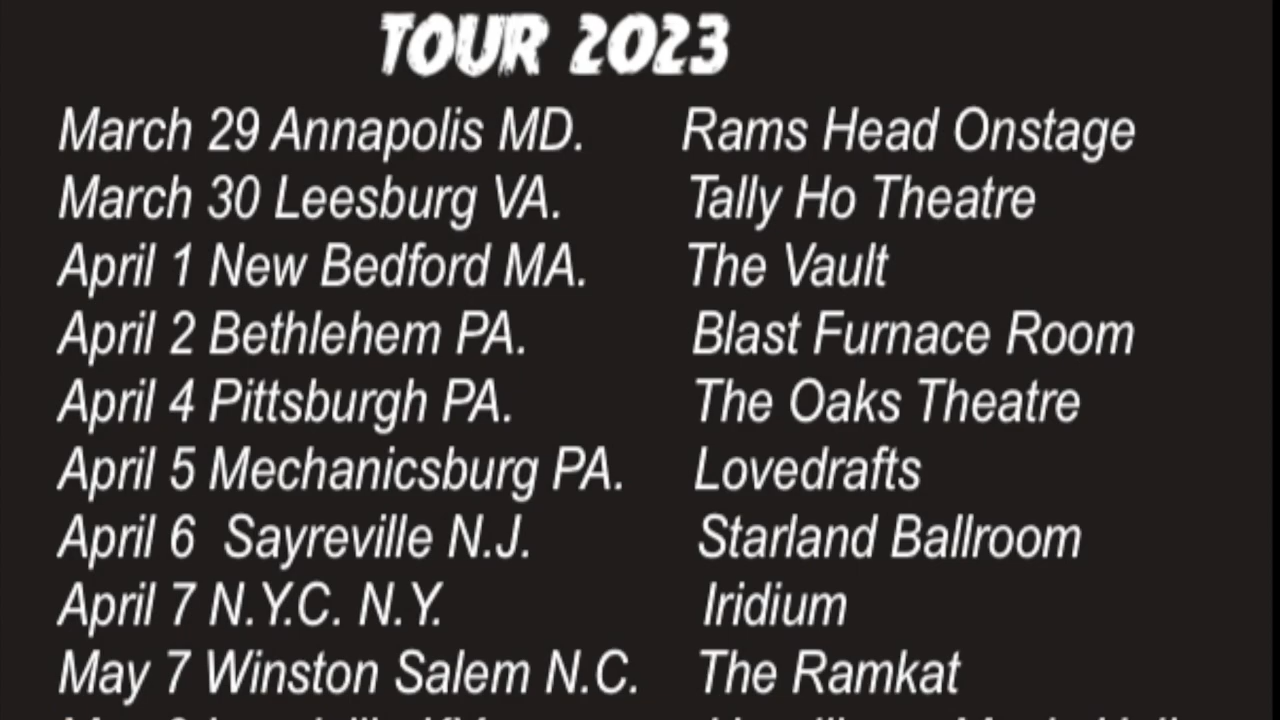 TOUR 2023
March 29 Annapolis MD. Rams Head Onstage
March 30 Leesburg VA. Tally Ho Theatre
April 1 New Bedford MA. The Vault
April 2 Bethlehem PA. Blast Furnace Room
April 4 Pittsburgh PA. The Oaks Theatre
April 5 Mechanicsburg PA. Lovedrafts
April 6 Sayreville N.J. Starland Ballroom
April 7 N.Y.C. N.Y. Iridium
May 7 Winston Salem N.C. The Ramkat